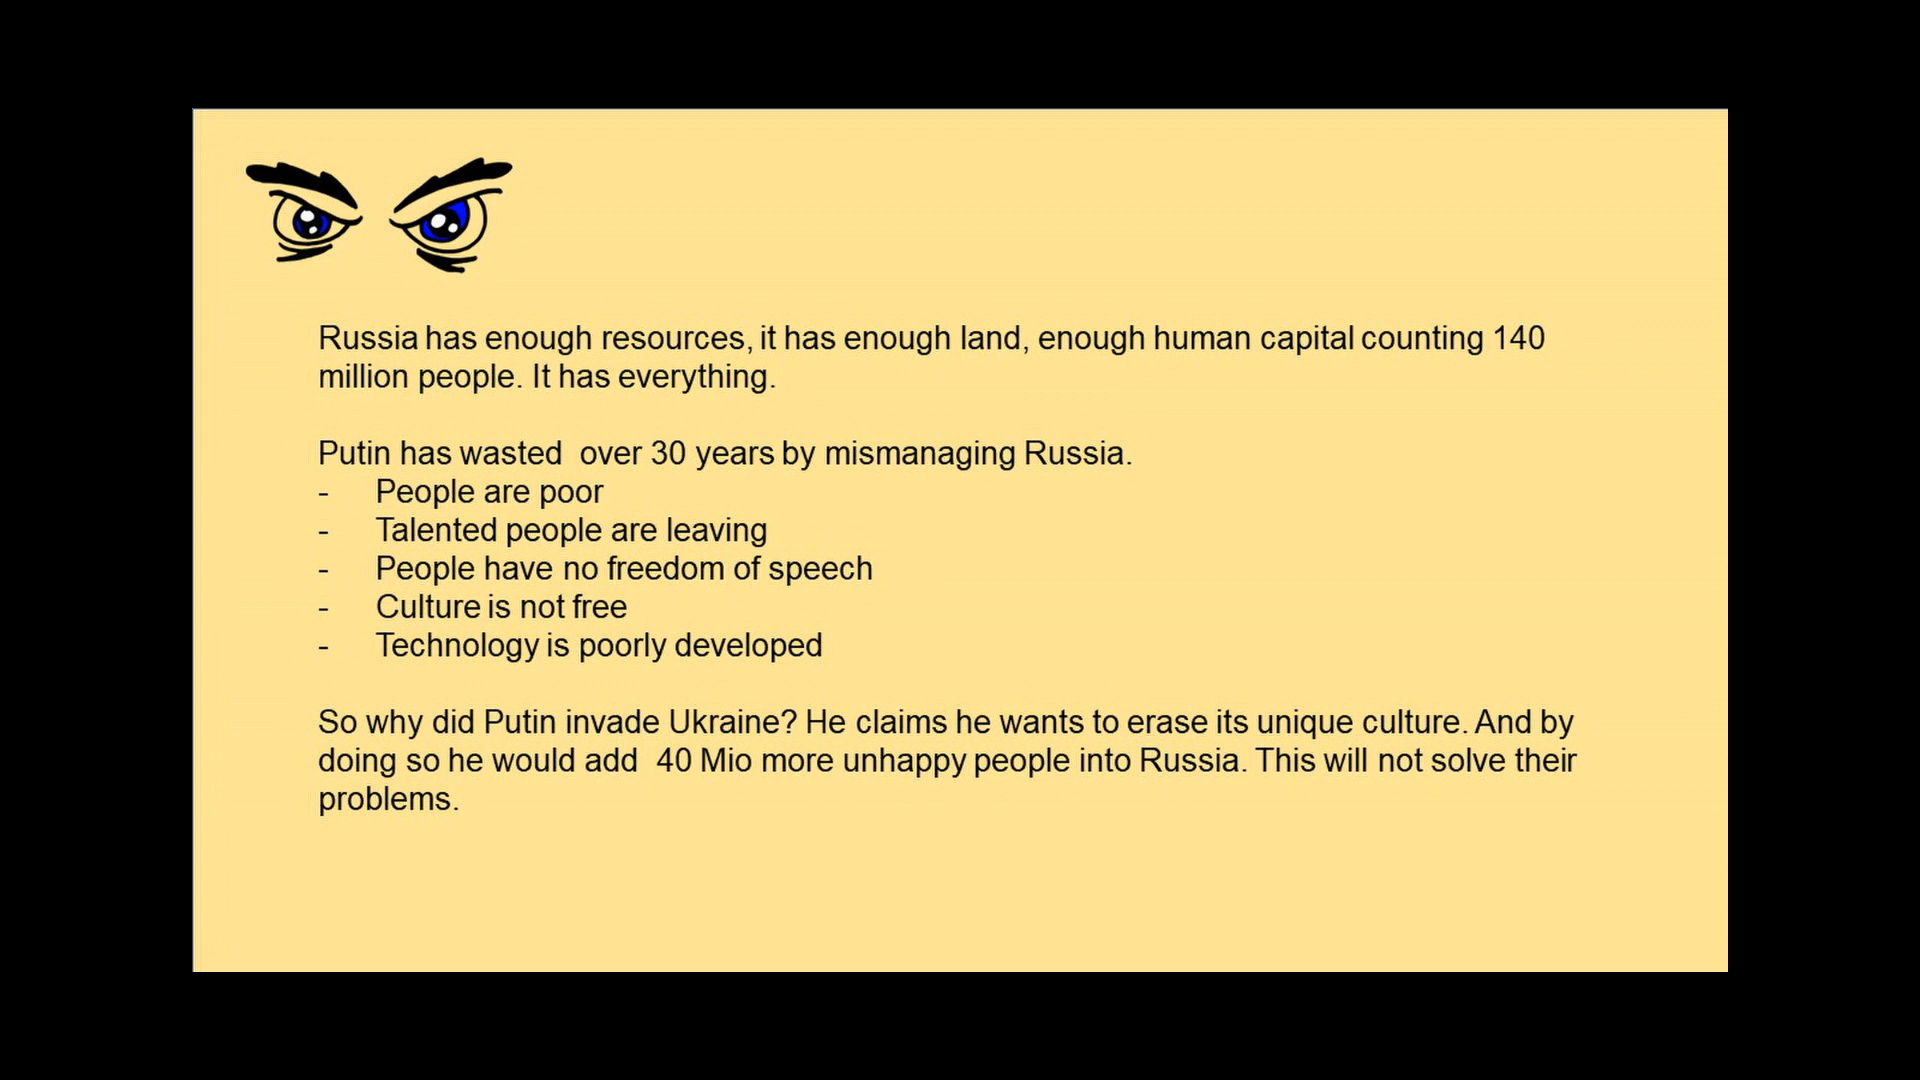 Russia has enough resources, it has enough land, enough human capital counting 140
million people. It has everything.
Putin has wasted  over 30 years by mismanaging Russia.
- People are poor
- Talented people are leaving
- People have no freedom of speech
- Culture is not free
- Technology is poorly developed
So why did Putin invade Ukraine? He claims he wants to erase its unique culture. And by
doing so he would add  40 Mio more unhappy people into Russia. This will not solve their
problems.